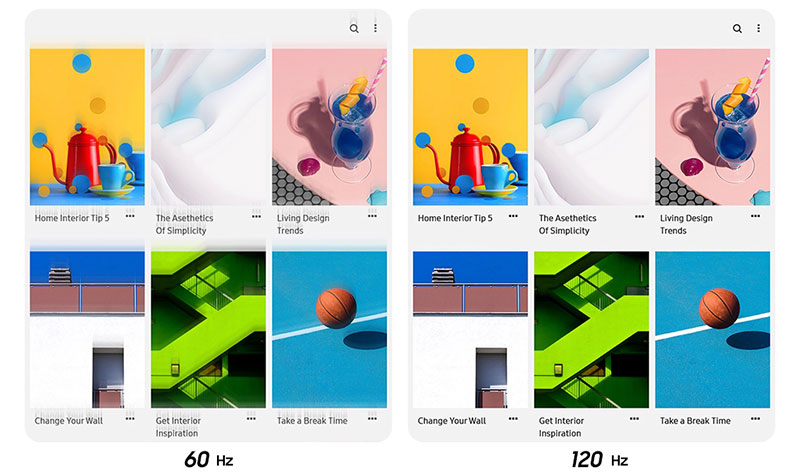 Home Interior Tip 5
The Asethetics
Of Simplicity
Living Design
Trends
Change Your Wall
Get Interior
Inspiration
Take a Break Time
60 Hz
Home Interior Tip 5
The Asethetics
Of Simplicity
Living Design
Trends
Change Your Wall
Get Interior
Inspiration
Take a Break Time
120 Hz